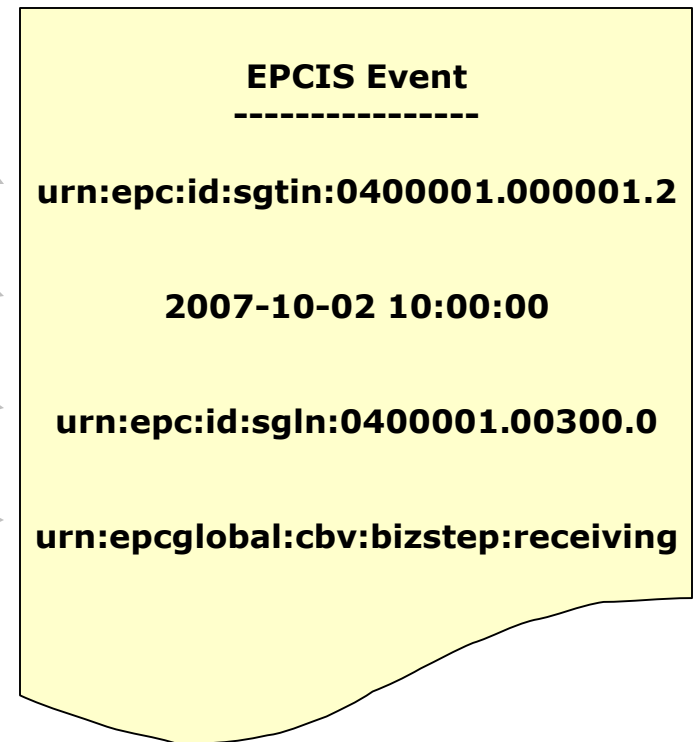 EPCIS Event
----------------
urn:epc:id:sgtin:0400001.000001.2
2007-10-02 10:00:00
urn:epc:id:sgln:0400001.00300.0
urn:epcglobal:cbv:bizstep:receiving